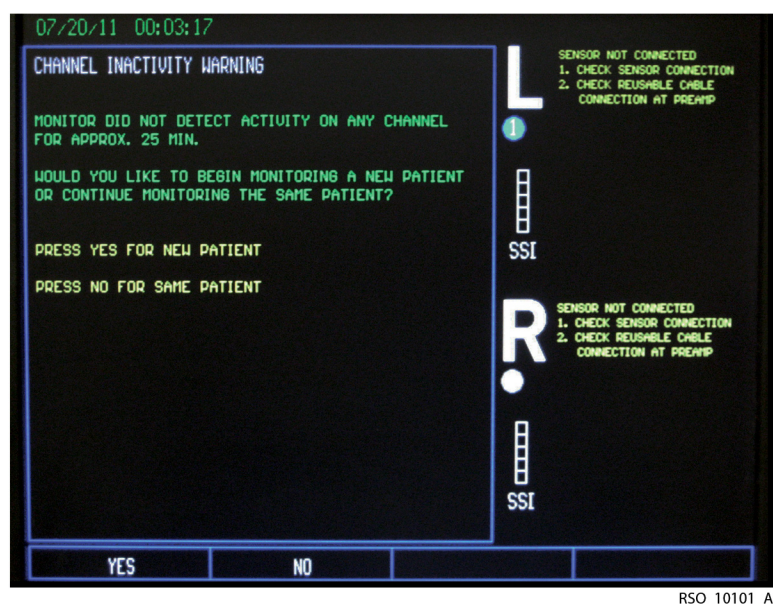 07/20/11 00:03:17
CHANNEL INACTIVITY WARNING
MONITOR DID NOT DETECT ACTIVITY ON ANY CHANNEL
FOR APPROX. 25 MIN.
WOULD YOU LIKE TO BEGIN MONITORING A NEW PATIENT
OR CONTINUE MONITORING THE SAME PATIENT?
PRESS YES FOR NEW PATIENT
PRESS NO FOR SAME PATIENT
L
SENSOR NOT CONNECTED
1. CHECK SENSOR CONNECTION
2. CHECK REUSABLE CABLE
CONNECTION AT PREAMP
1
SSI
R
SENSOR NOT CONNECTED
1. CHECK SENSOR CONNECTION
2. CHECK REUSABLE CABLE
CONNECTION AT PREAMP
SSI
YES NO
RSO 10101 A